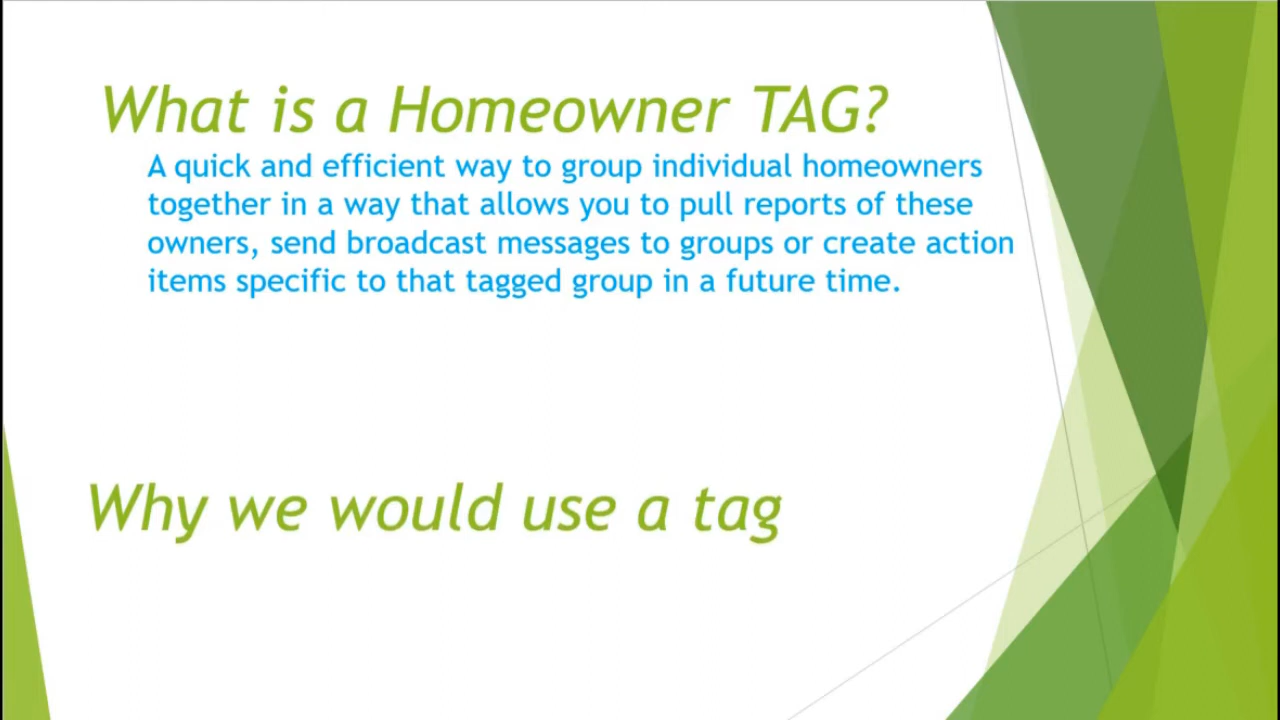 What is a Homeowner TAG?
A quick and efficient way to group individual homeowners
together in a way that allows you to pull reports of these
owners, send broadcast messages to groups or create action
items specific to that tagged group in a future time.
Why we would use a tag